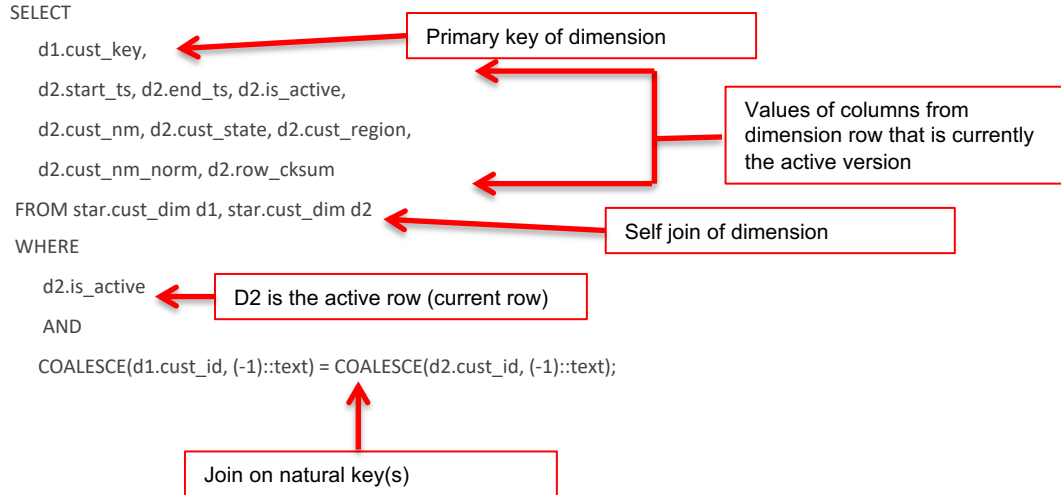 SELECT
d1.cust_key,
Primary key of dimension
d2.start_ts, d2.end_ts, d2.is_active,
d2.cust_nm, d2.cust_state, d2.cust_region,
d2.cust_nm_norm, d2.row_cksum
Values of columns from
dimension row that is currently
the active version
FROM star.cust_dim d1, star.cust_dim d2
Self join of dimension
WHERE
d2.is_active
D2 is the active row (current row)
AND
COALESCE(d1.cust_id, (-1)::text) = COALESCE(d2.cust_id, (-1)::text);
Join on natural key(s)